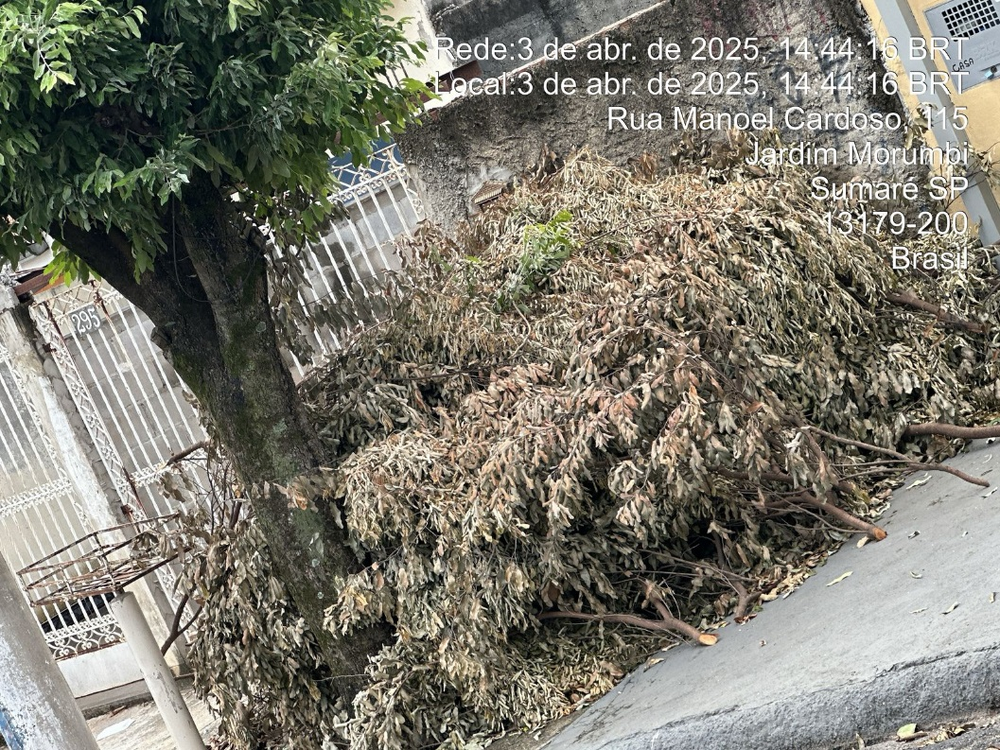 Rede:3 de abr. de 2025, 14:44:16 BRT
Local:3 de abr. de 2025, 14:44:16 BRT
Rua Manoel Cardoso, 115
Jardim Morumbi
Sumaré SP
13179-200
Brasil
295
CASA